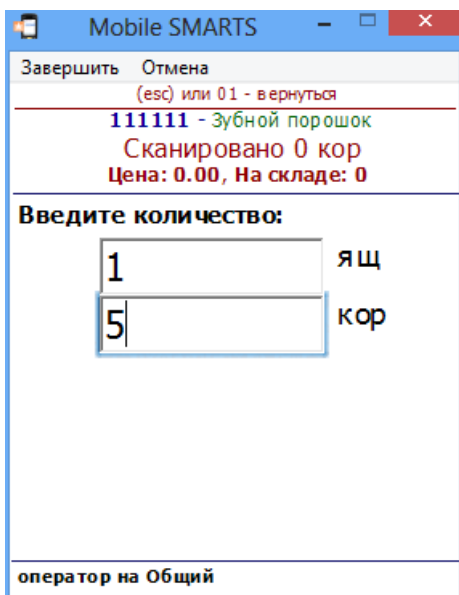 Mobile SMARTS
Завершить Отмена
(esc) или 01 - вернуться
111111 - Зубной порошок
Сканировано 0 кор
Цена: 0.00, На складе: 0
Введите количество:
1 ящ
5 кор
оператор на Общий